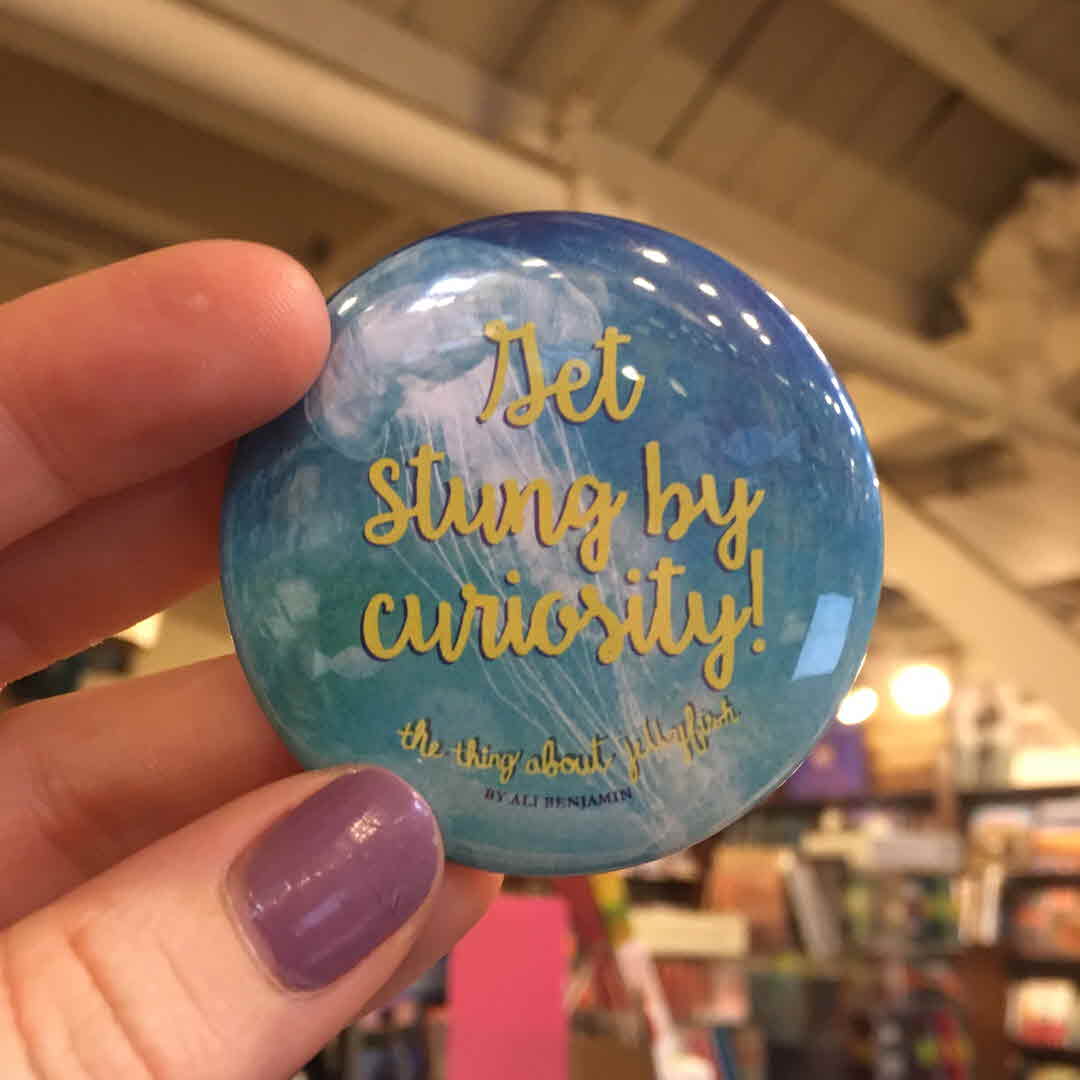 Get
stung by
curiosity!
the thing about jellyfish
BY ALI BENJAMIN